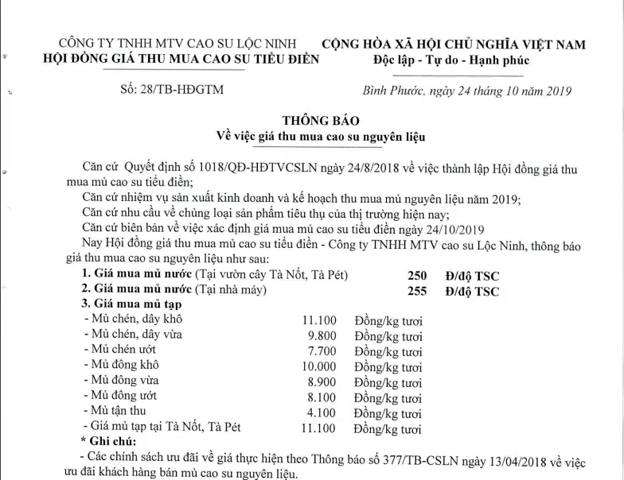 CÔNG TY TNHH MTV CAO SU LỘC NINH
HỘI ĐỒNG GIÁ THU MUA CAO SU TIỂU ĐIỀN
CỘNG HÒA XÃ HỘI CHỦ NGHĨA VIỆT NAM
Độc lập - Tự do - Hạnh phúc
Số: 28/TB-HĐGTM
Bình Phước, ngày 24 tháng 10 năm 2019
THÔNG BÁO
Về việc giá thu mua cao su nguyên liệu
Căn cứ Quyết định số 1018/QĐ-HĐTVCSLN ngày 24/8/2018 về việc thành lập Hội đồng giá thu
mua mủ cao su tiểu điền;
Căn cứ nhiệm vụ sản xuất kinh doanh và kế hoạch thu mua mủ nguyên liệu năm 2019;
Căn cứ nhu cầu về chủng loại sản phẩm tiêu thụ của thị trường hiện nay;
Căn cứ biên bản về việc xác định giá mua mủ cao su tiểu điền ngày 24/10/2019
Nay Hội đồng giá thu mua mủ cao su tiểu điền - Công ty TNHH MTV cao su Lộc Ninh, thông báo
giá thu mua cao su nguyên liệu như sau:
1. Giá mua mủ nước (Tại vườn cây Tà Nốt, Tà Pét) 250 Đ/độ TSC
2. Giá mua mủ nước (Tại nhà máy) 255 Đ/độ TSC
3. Giá mua mủ tạp
- Mủ chén, dây khô 11.100 Đồng/kg tươi
- Mủ chén, dây vừa 9.800 Đồng/kg tươi
- Mủ chén ướt 7.700 Đồng/kg tươi
- Mủ đông khô 10.000 Đồng/kg tươi
- Mủ đông vừa 8.900 Đồng/kg tươi
- Mủ đông ướt 8.100 Đồng/kg tươi
- Mủ tận thu 4.100 Đồng/kg tươi
- Giá mủ tạp tại Tà Nốt, Tà Pét 11.100 Đồng/kg tươi
* Ghi chú:
- Các chính sách ưu đãi về giá thực hiện theo Thông báo số 377/TB-CSLN ngày 13/04/2018 về việc
ưu đãi khách hàng bán mủ cao su nguyên liệu.